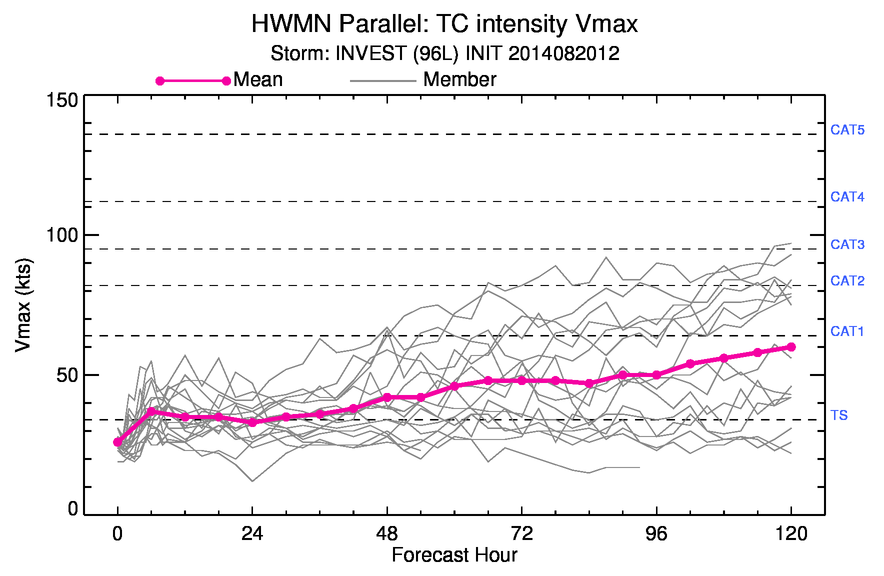 HWMN Parallel: TC intensity Vmax
Storm: INVEST (96L) INIT 2014082012
Mean Member
150
CAT5
CAT4
100
CAT3
CAT2
CAT1
Vmax (kts)
50
TS
0
0 24 48 72 96 120
Forecast Hour